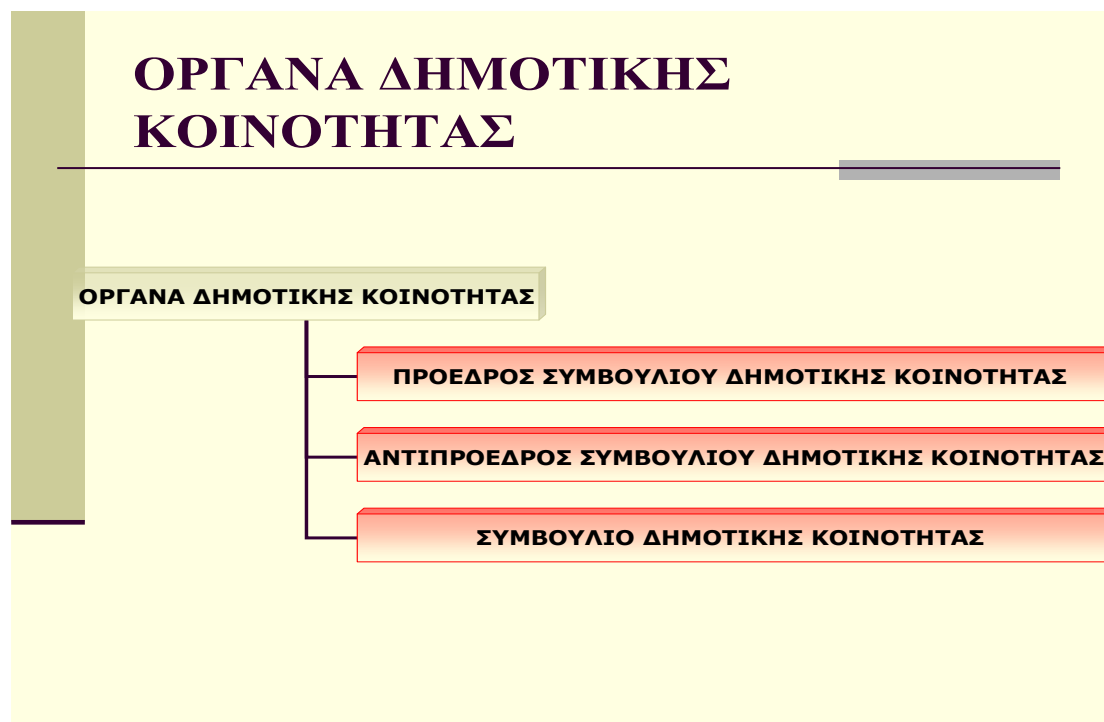 ΟΡΓΑΝΑ ΔΗΜΟΤΙΚΗΣ
ΚΟΙΝΟΤΗΤΑΣ
ΟΡΓΑΝΑ ΔΗΜΟΤΙΚΗΣ ΚΟΙΝΟΤΗΤΑΣ
ΠΡΟΕΔΡΟΣ ΣΥΜΒΟΥΛΙΟΥ ΔΗΜΟΤΙΚΗΣ ΚΟΙΝΟΤΗΤΑΣ
ΑΝΤΙΠΡΟΕΔΡΟΣ ΣΥΜΒΟΥΛΙΟΥ ΔΗΜΟΤΙΚΗΣ ΚΟΙΝΟΤΗΤΑΣ
ΣΥΜΒΟΥΛΙΟ ΔΗΜΟΤΙΚΗΣ ΚΟΙΝΟΤΗΤΑΣ